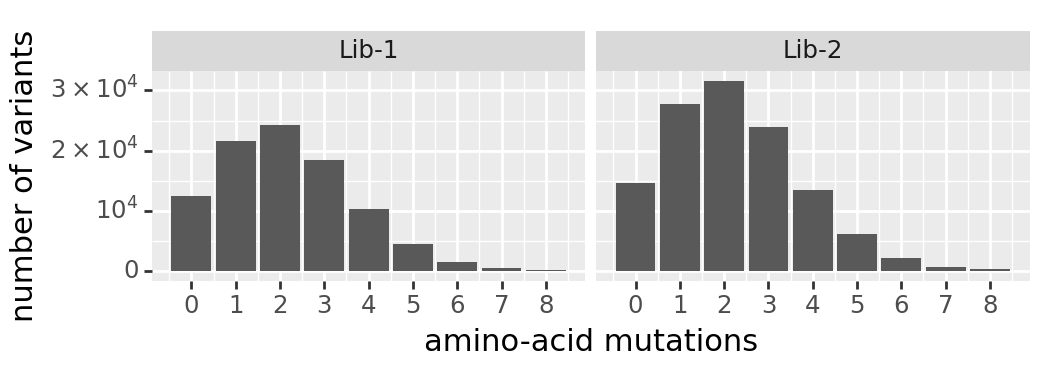 Lib-1
Lib-2
number of variants
3 × 10⁴
2 × 10⁴
10⁴
0
0 1 2 3 4 5 6 7 8
0 1 2 3 4 5 6 7 8
amino-acid mutations